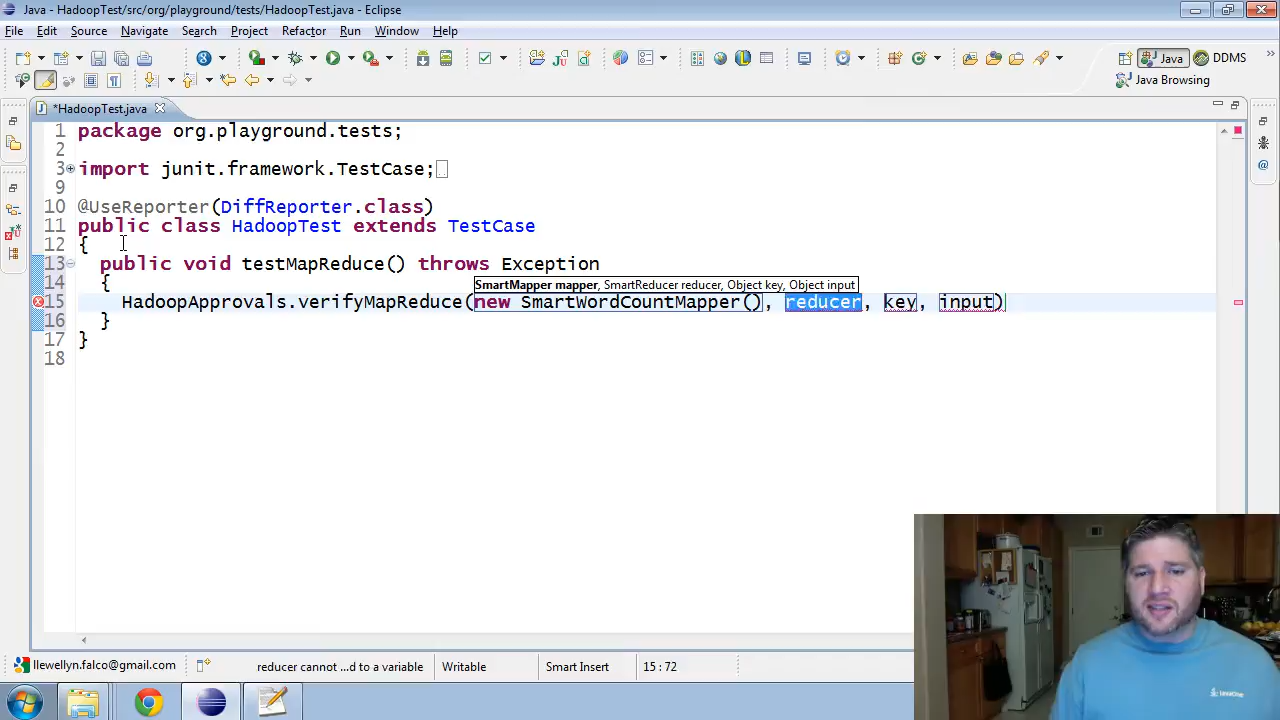 Java - HadoopTest/src/org/playground/tests/HadoopTest.java - Eclipse
File Edit Source Navigate Search Project Refactor Run Window Help
Java DDMS
Java Browsing
*HadoopTest.java
1 package org.playground.tests;
2
3 import junit.framework.TestCase;
9
10 @UseReporter(DiffReporter.class)
11 public class HadoopTest extends TestCase
12 {
13 public void testMapReduce() throws Exception
14 {
SmartMapper mapper, SmartReducer reducer, Object key, Object input
15 HadoopApprovals.verifyMapReduce(new SmartWordCountMapper(), reducer, key, input)
16 }
17 }
18
llewellyn.falco@gmail.com reducer cannot ...d to a variable Writable Smart Insert 15 : 72